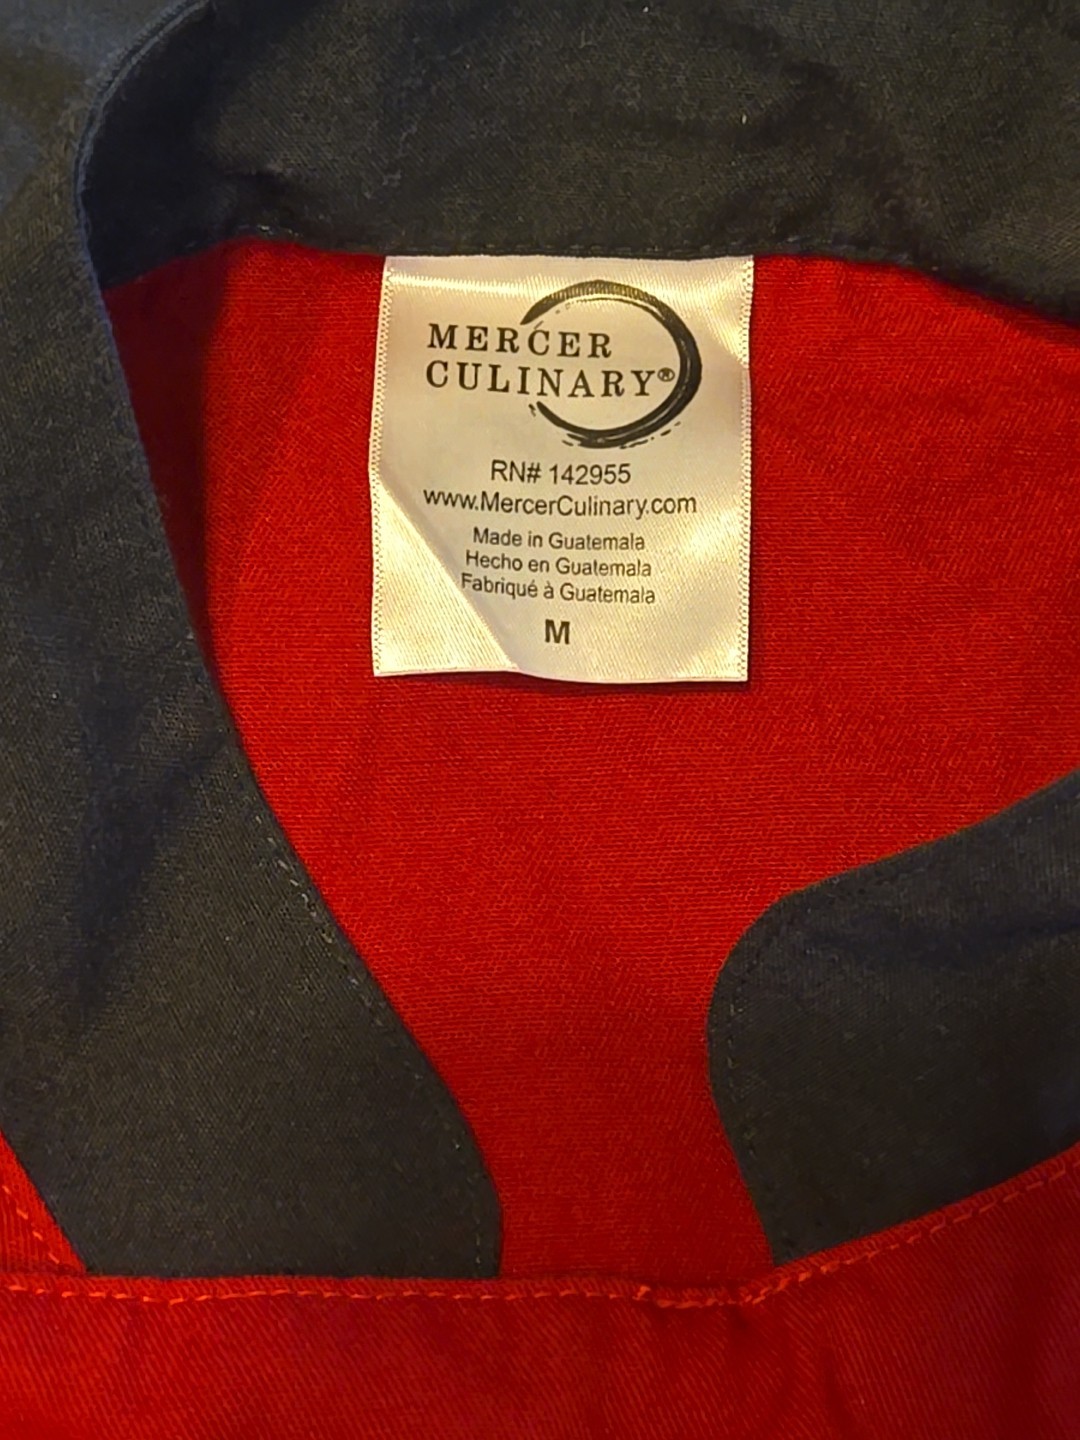 MERCER
CULINARY®
RN# 142955
www.MercerCulinary.com
Made in Guatemala
Hecho en Guatemala
Fabriqué à Guatemala
M